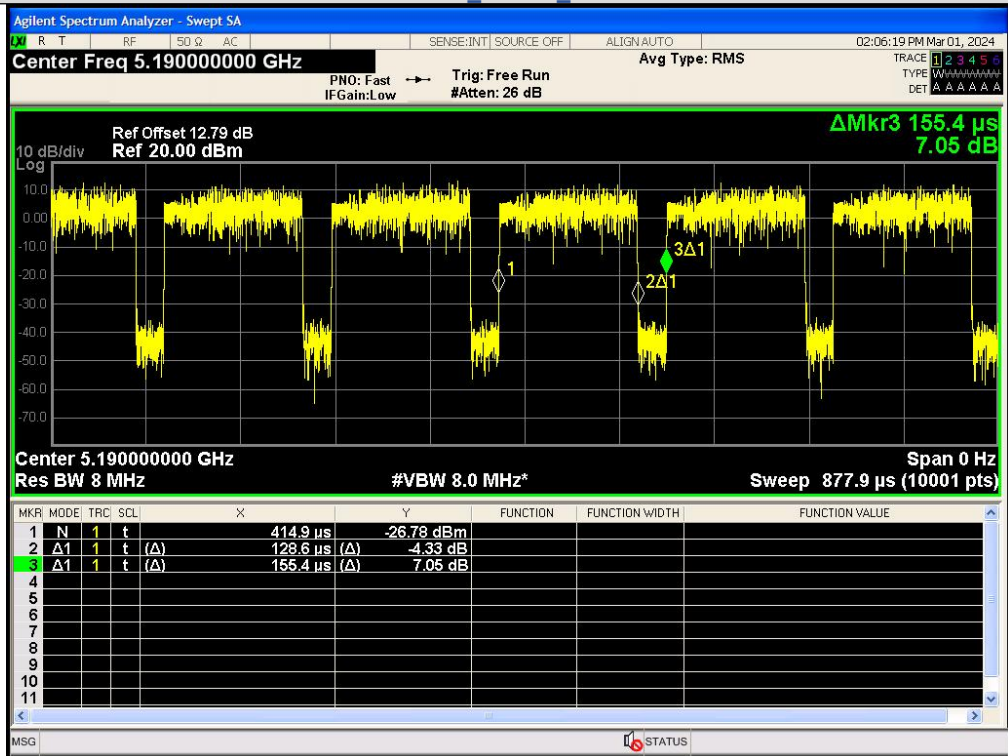 Agilent Spectrum Analyzer - Swept SA
LXI R T RF 50 Ω AC SENSE:INT SOURCE OFF ALIGN AUTO 02:06:19 PM Mar 01, 2024
Center Freq 5.190000000 GHz
PNO: Fast
IFGain:Low
Trig: Free Run
#Atten: 26 dB
Avg Type: RMS
TRACE 1 2 3 4 5 6
TYPE W
DET A A A A A A
Ref Offset 12.79 dB
10 dB/div Ref 20.00 dBm
Log
ΔMkr3 155.4 µs
7.05 dB
10.0
0.00
-10.0
-20.0
-30.0
-40.0
-50.0
-60.0
-70.0
1
2Δ1
3Δ1
Center 5.190000000 GHz Span 0 Hz
Res BW 8 MHz #VBW 8.0 MHz* Sweep 877.9 µs (10001 pts)
MKR MODE TRC SCL X Y FUNCTION FUNCTION WIDTH FUNCTION VALUE
1 N 1 t 414.9 µs -26.78 dBm
2 Δ1 1 t (Δ) 128.6 µs (Δ) -4.33 dB
3 Δ1 1 t (Δ) 155.4 µs (Δ) 7.05 dB
4
5
6
7
8
9
10
11
MSG STATUS